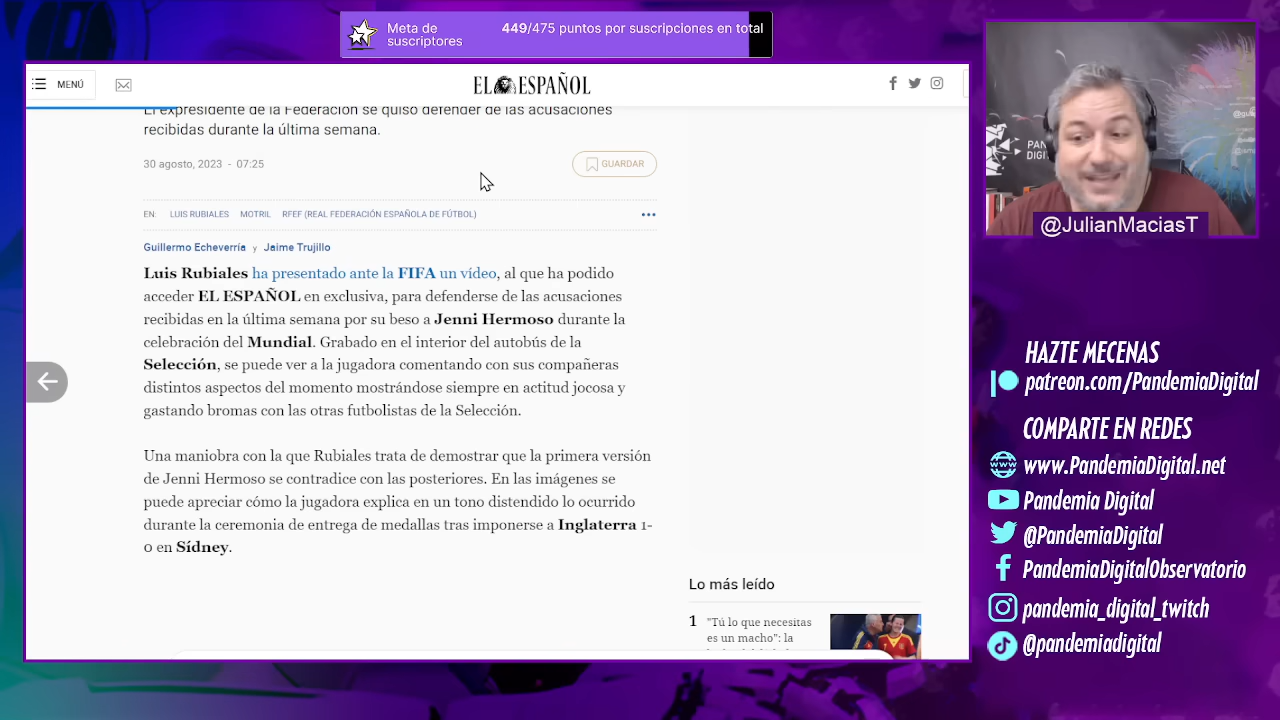 Meta de
suscriptores
449/475 puntos por suscripciones en total
MENÚ
EL ESPAÑOL
El expresidente de la Federación se quiso defender de las acusaciones
recibidas durante la última semana.
30 agosto, 2023 - 07:25
GUARDAR
EN: LUIS RUBIALES MOTRIL RFEF (REAL FEDERACIÓN ESPAÑOLA DE FÚTBOL)
Guillermo Echeverría y Jaime Trujillo
Luis Rubiales ha presentado ante la FIFA un vídeo, al que ha podido
acceder EL ESPAÑOL en exclusiva, para defenderse de las acusaciones
recibidas en la última semana por su beso a Jenni Hermoso durante la
celebración del Mundial. Grabado en el interior del autobús de la
Selección, se puede ver a la jugadora comentando con sus compañeras
distintos aspectos del momento mostrándose siempre en actitud jocosa y
gastando bromas con las otras futbolistas de la Selección.
Una maniobra con la que Rubiales trata de demostrar que la primera versión
de Jenni Hermoso se contradice con las posteriores. En las imágenes se
puede apreciar cómo la jugadora explica en un tono distendido lo ocurrido
durante la ceremonia de entrega de medallas tras imponerse a Inglaterra 1-
0 en Sídney.
Lo más leído
1 "Tú lo que necesitas
es un macho": la
@JulianMaciasT
HAZTE MECENAS
patreon.com/PandemiaDigital
COMPARTE EN REDES
www.PandemiaDigital.net
Pandemia Digital
@PandemiaDigital
PandemiaDigitalObservatorio
pandemia_digital_twitch
@pandemiadigital